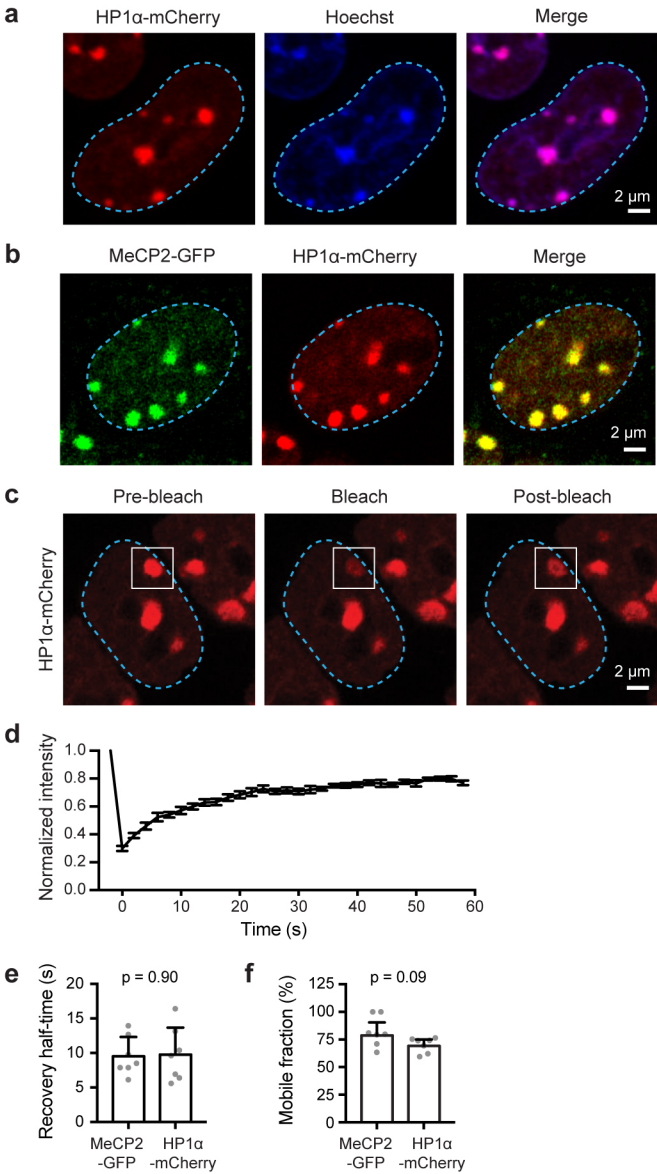 a
HP1α-mCherry Hoechst Merge
2 μm
b
MeCP2-GFP HP1α-mCherry Merge
2 μm
c
Pre-bleach Bleach Post-bleach
HP1α-mCherry
2 μm
d
Normalized intensity
1.0
0.8
0.6
0.4
0.2
0.0
0 10 20 30 40 50 60
Time (s)
e
p = 0.90
Recovery half-time (s)
20
15
10
5
0
MeCP2 HP1α
-GFP -mCherry
f
p = 0.09
Mobile fraction (%)
125
100
75
50
25
0
MeCP2 HP1α
-GFP -mCherry